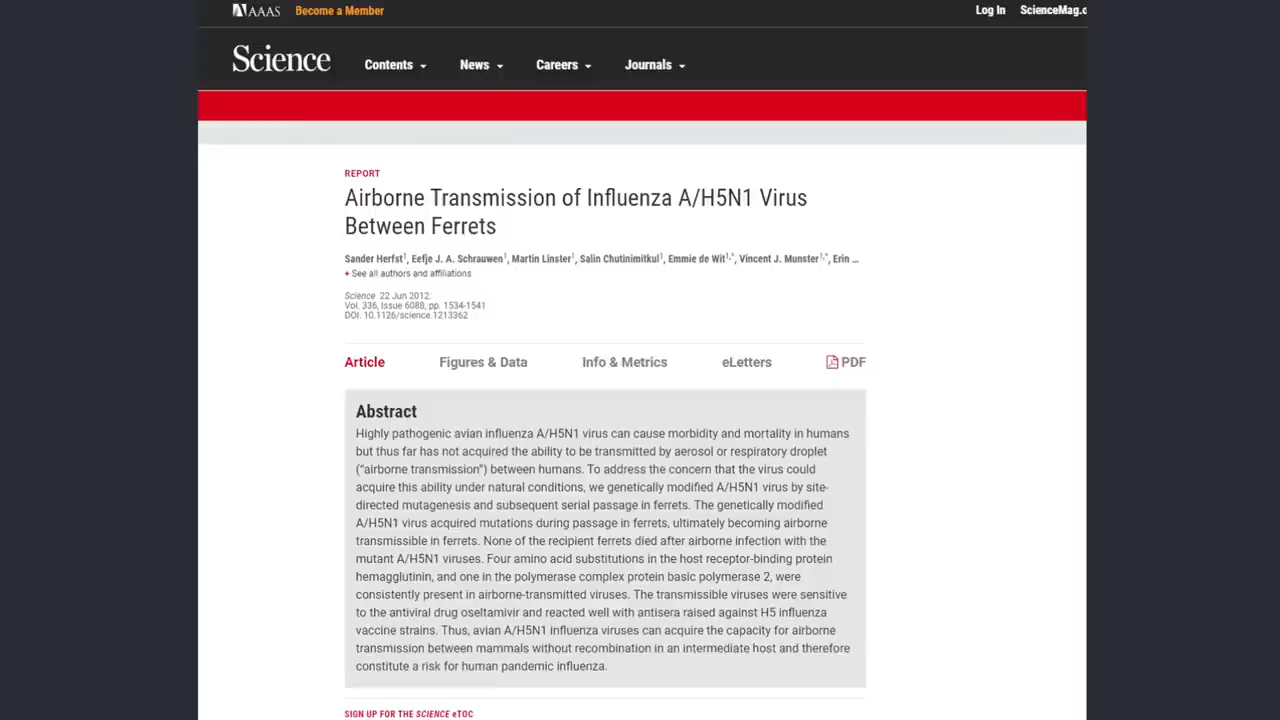 AAAS Become a Member Log In ScienceMag.o
Science Contents News Careers Journals
REPORT
Airborne Transmission of Influenza A/H5N1 Virus
Between Ferrets
Sander Herfst1, Eefje J. A. Schrauwen1, Martin Linster1, Salin Chutinimitkul1, Emmie de Wit1,*, Vincent J. Munster1,*, Erin ...
+ See all authors and affiliations
Science 22 Jun 2012:
Vol. 336, Issue 6088, pp. 1534-1541
DOI: 10.1126/science.1213362
Article Figures & Data Info & Metrics eLetters PDF
Abstract
Highly pathogenic avian influenza A/H5N1 virus can cause morbidity and mortality in humans
but thus far has not acquired the ability to be transmitted by aerosol or respiratory droplet
(“airborne transmission”) between humans. To address the concern that the virus could
acquire this ability under natural conditions, we genetically modified A/H5N1 virus by site-
directed mutagenesis and subsequent serial passage in ferrets. The genetically modified
A/H5N1 virus acquired mutations during passage in ferrets, ultimately becoming airborne
transmissible in ferrets. None of the recipient ferrets died after airborne infection with the
mutant A/H5N1 viruses. Four amino acid substitutions in the host receptor-binding protein
hemagglutinin, and one in the polymerase complex protein basic polymerase 2, were
consistently present in airborne-transmitted viruses. The transmissible viruses were sensitive
to the antiviral drug oseltamivir and reacted well with antisera raised against H5 influenza
vaccine strains. Thus, avian A/H5N1 influenza viruses can acquire the capacity for airborne
transmission between mammals without recombination in an intermediate host and therefore
constitute a risk for human pandemic influenza.
SIGN UP FOR THE SCIENCE eTOC